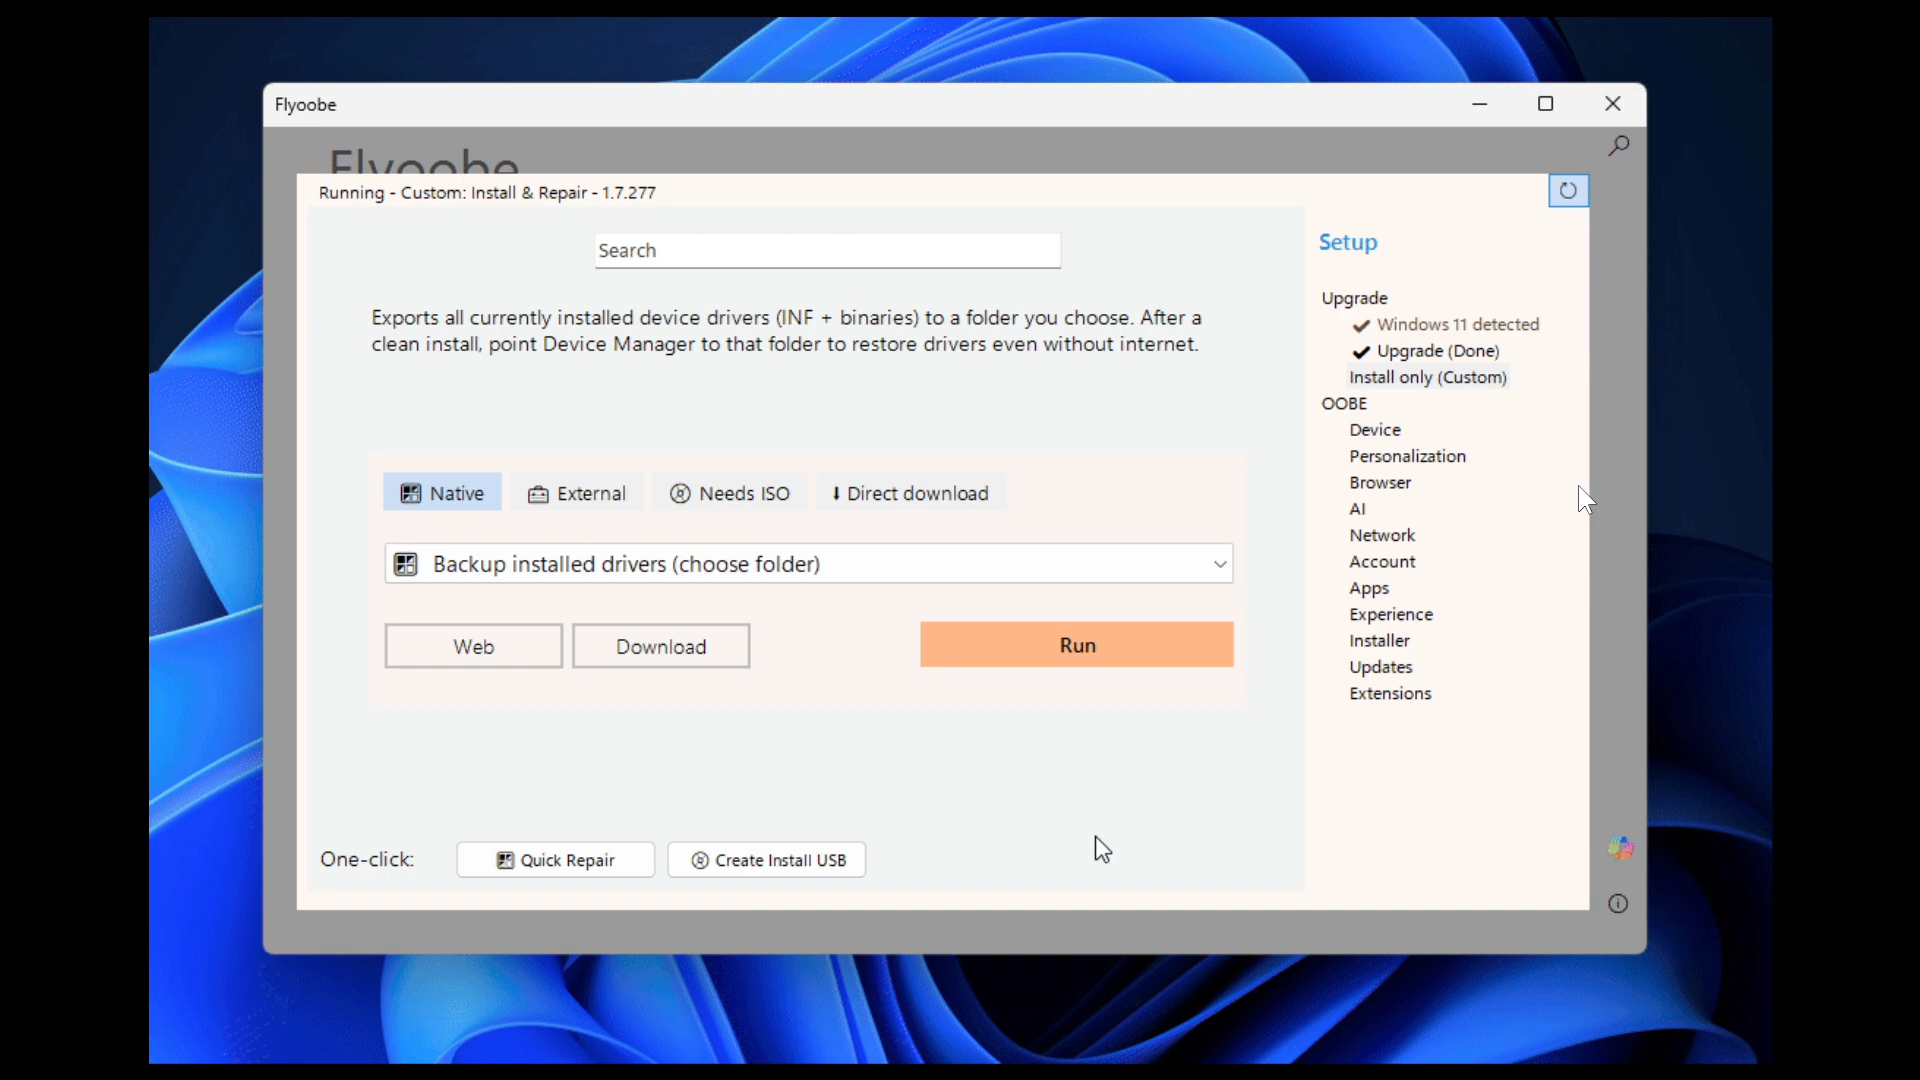 Flyoobe
Flyoobe
Running - Custom: Install & Repair - 1.7.277
Search
Exports all currently installed device drivers (INF + binaries) to a folder you choose. After a
clean install, point Device Manager to that folder to restore drivers even without internet.
Native
External
Needs ISO
Direct download
Backup installed drivers (choose folder)
Web
Download
Run
One-click:
Quick Repair
Create Install USB
Setup
Upgrade
Windows 11 detected
Upgrade (Done)
Install only (Custom)
OOBE
Device
Personalization
Browser
AI
Network
Account
Apps
Experience
Installer
Updates
Extensions